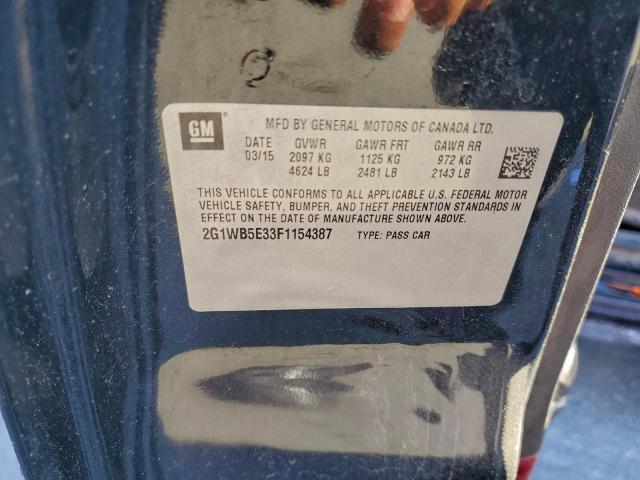 GM
MFD BY GENERAL MOTORS OF CANADA LTD.
DATE GVWR GAWR FRT GAWR RR
03/15 2097 KG 1125 KG 972 KG
4624 LB 2481 LB 2143 LB
THIS VEHICLE CONFORMS TO ALL APPLICABLE U.S. FEDERAL MOTOR
VEHICLE SAFETY, BUMPER, AND THEFT PREVENTION STANDARDS IN
EFFECT ON THE DATE OF MANUFACTURE SHOWN ABOVE.
2G1WB5E33F1154387 TYPE: PASS CAR